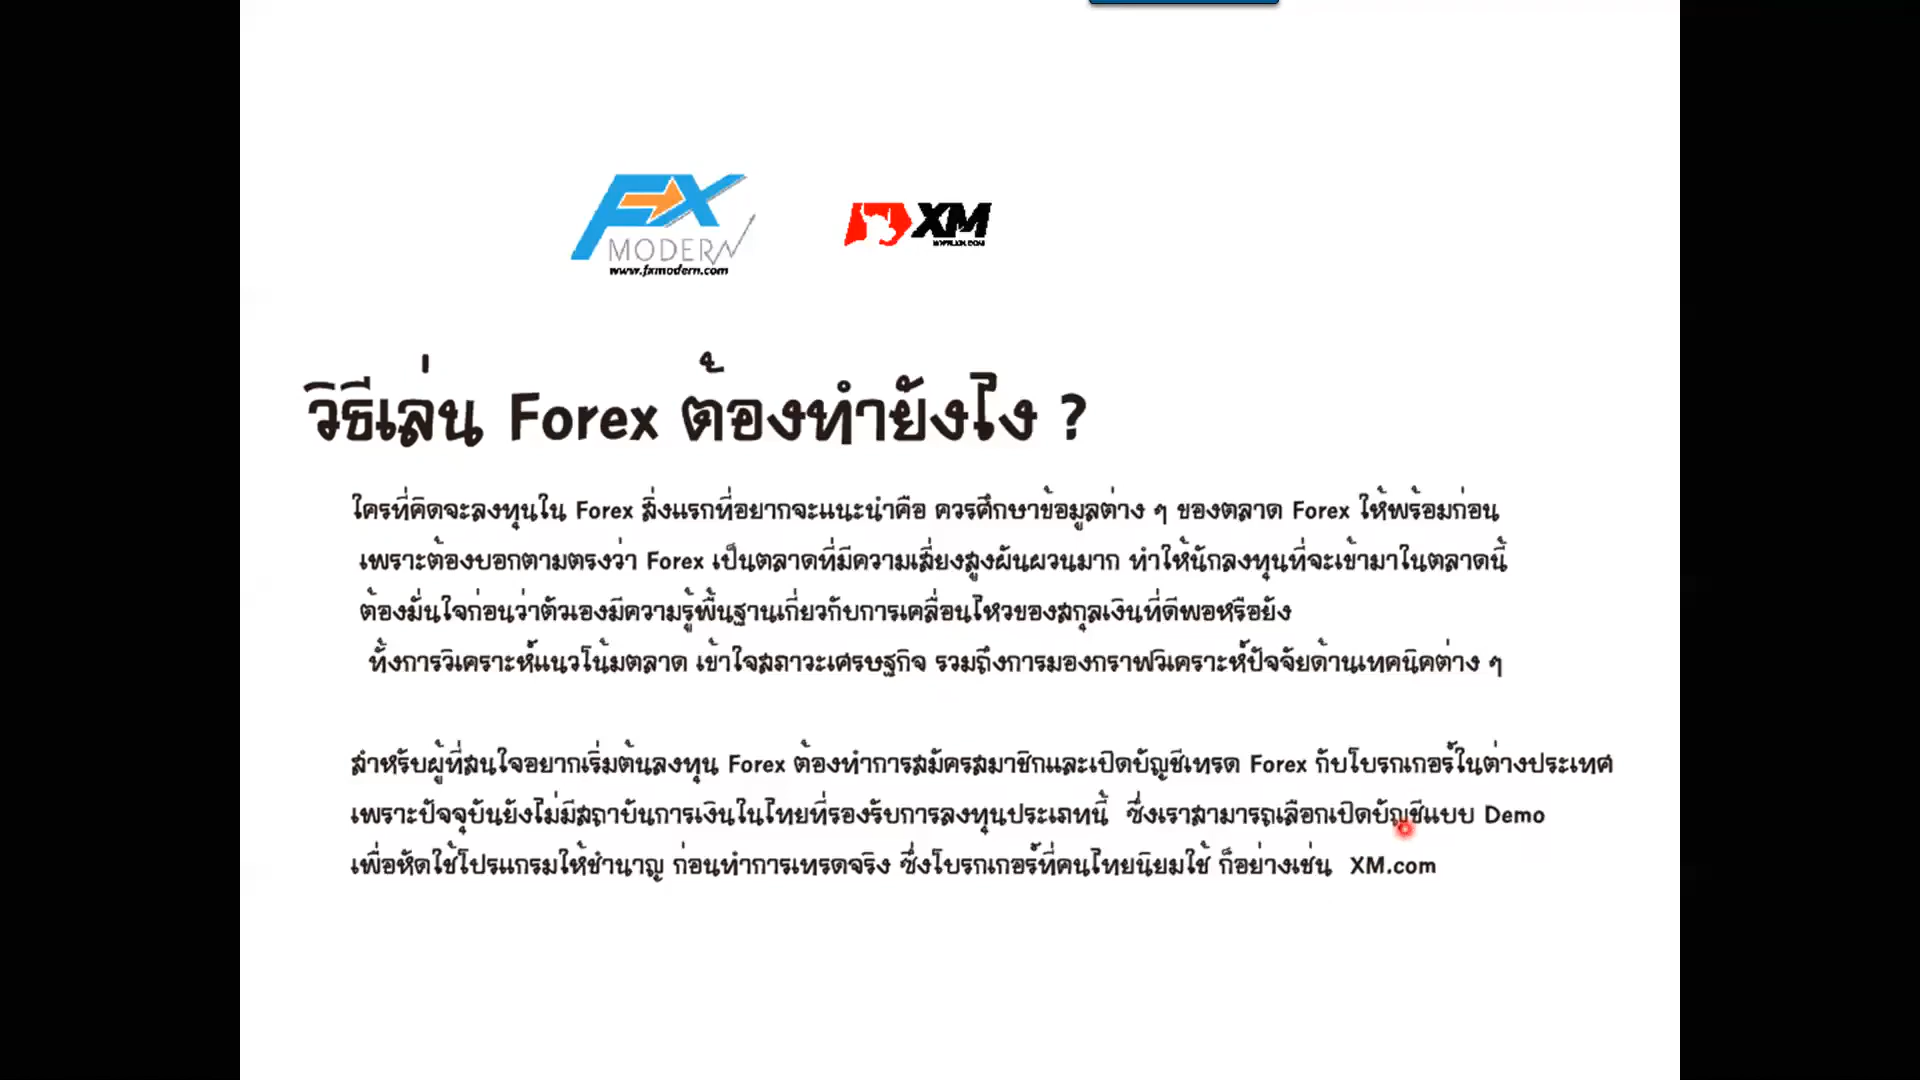 FX
MODERN
www.fxmodern.com
XM
วิธีเล่น Forex ต้องทำยังไง ?
ใครที่คิดจะลงทุนใน Forex สิ่งแรกที่อยากจะแนะนำคือ ควรศึกษาข้อมูลต่าง ๆ ของตลาด Forex ให้พร้อมก่อน
เพราะต้องบอกตามตรงว่า Forex เป็นตลาดที่มีความเสี่ยงสูงผันผวนมาก ทำให้นักลงทุนที่จะเข้ามาในตลาดนี้
ต้องมั่นใจก่อนว่าตัวเองมีความรู้พื้นฐานเกี่ยวกับการเคลื่อนไหวของสกุลเงินที่ดีพอหรือยัง
ทั้งการวิเคราะห์แนวโน้มตลาด เข้าใจสภาวะเศรษฐกิจ รวมถึงการมองกราฟวิเคราะห์ปัจจัยด้านเทคนิคต่าง ๆ
สำหรับผู้ที่สนใจอยากเริ่มต้นลงทุน Forex ต้องทำการสมัครสมาชิกและเปิดบัญชีเทรด Forex กับโบรกเกอร์ในต่างประเทศ
เพราะปัจจุบันยังไม่มีสถาบันการเงินในไทยที่รองรับการลงทุนประเภทนี้ ซึ่งเราสามารถเลือกเปิดบัญชีแบบ Demo
เพื่อหัดใช้โปรแกรมให้ชำนาญ ก่อนทำการเทรดจริง ซึ่งโบรกเกอร์ที่คนไทยนิยมใช้ ก็อย่างเช่น XM.com